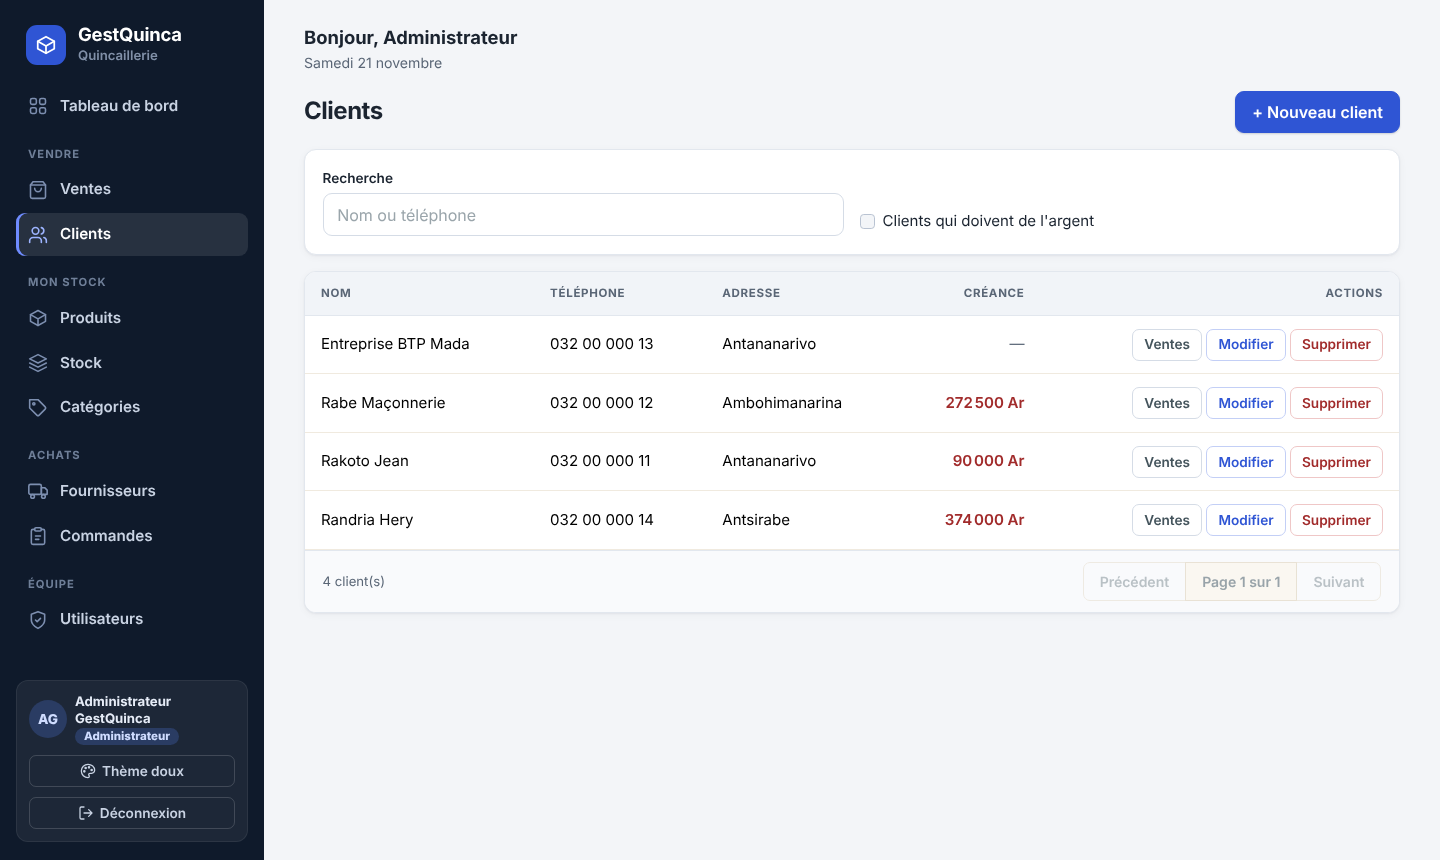 GestQuinca
Quincaillerie
Tableau de bord
VENDRE
Ventes
Clients
MON STOCK
Produits
Stock
Catégories
ACHATS
Fournisseurs
Commandes
ÉQUIPE
Utilisateurs
AG
Administrateur
GestQuinca
Administrateur
Thème doux
Déconnexion
Bonjour, Administrateur
Samedi 21 novembre
Clients
+ Nouveau client
Recherche
Nom ou téléphone
Clients qui doivent de l'argent
NOM TÉLÉPHONE ADRESSE CRÉANCE ACTIONS
Entreprise BTP Mada 032 00 000 13 Antananarivo — Ventes Modifier Supprimer
Rabe Maçonnerie 032 00 000 12 Ambohimanarina 272 500 Ar Ventes Modifier Supprimer
Rakoto Jean 032 00 000 11 Antananarivo 90 000 Ar Ventes Modifier Supprimer
Randria Hery 032 00 000 14 Antsirabe 374 000 Ar Ventes Modifier Supprimer
4 client(s) Précédent Page 1 sur 1 Suivant